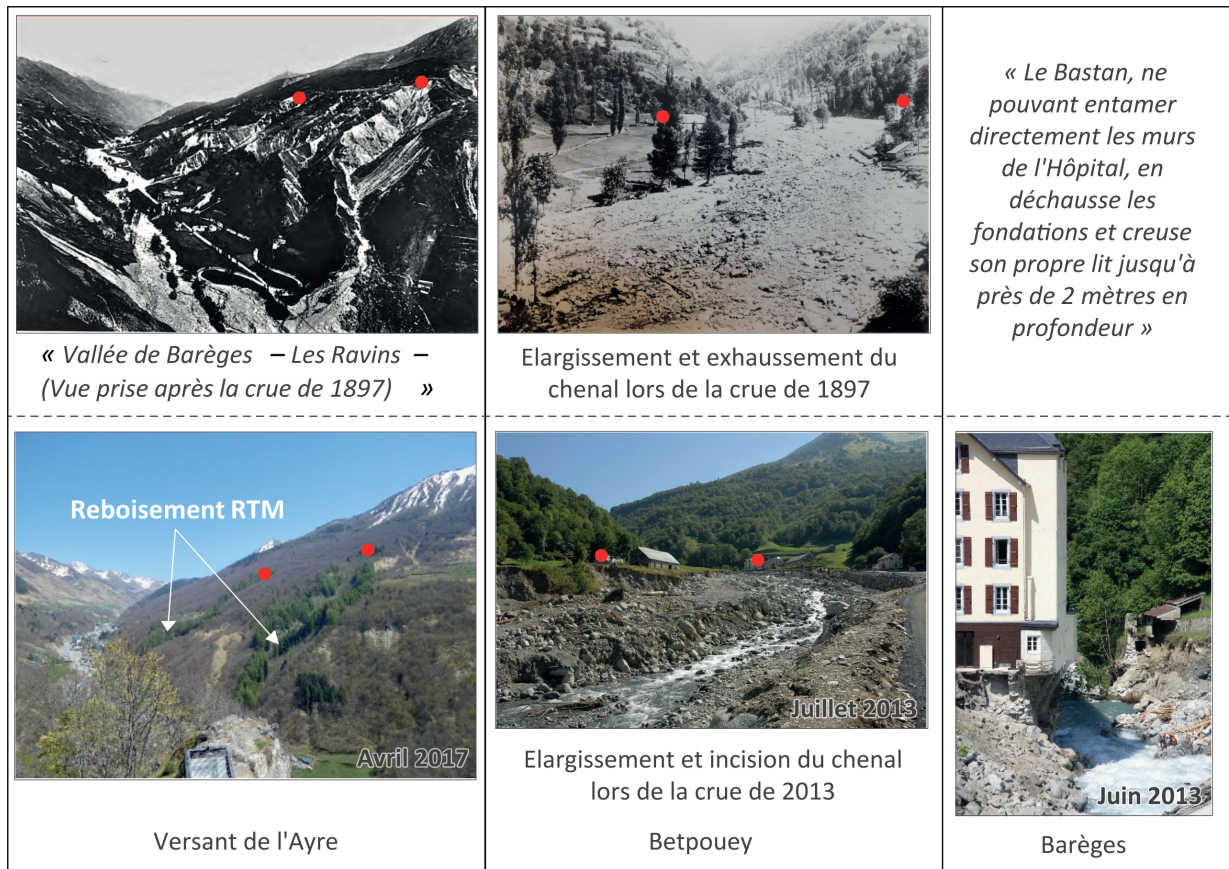 « Vallée de Barèges – Les Ravins –
(Vue prise après la crue de 1897) »
Elargissement et exhaussement du
chenal lors de la crue de 1897
« Le Bastan, ne
pouvant entamer
directement les murs
de l'Hôpital, en
déchausse les
fondations et creuse
son propre lit jusqu'à
près de 2 mètres en
profondeur »
Reboisement RTM
Avril 2017
Versant de l'Ayre
Juillet 2013
Elargissement et incision du chenal
lors de la crue de 2013
Betpouey
Juin 2013
Barèges